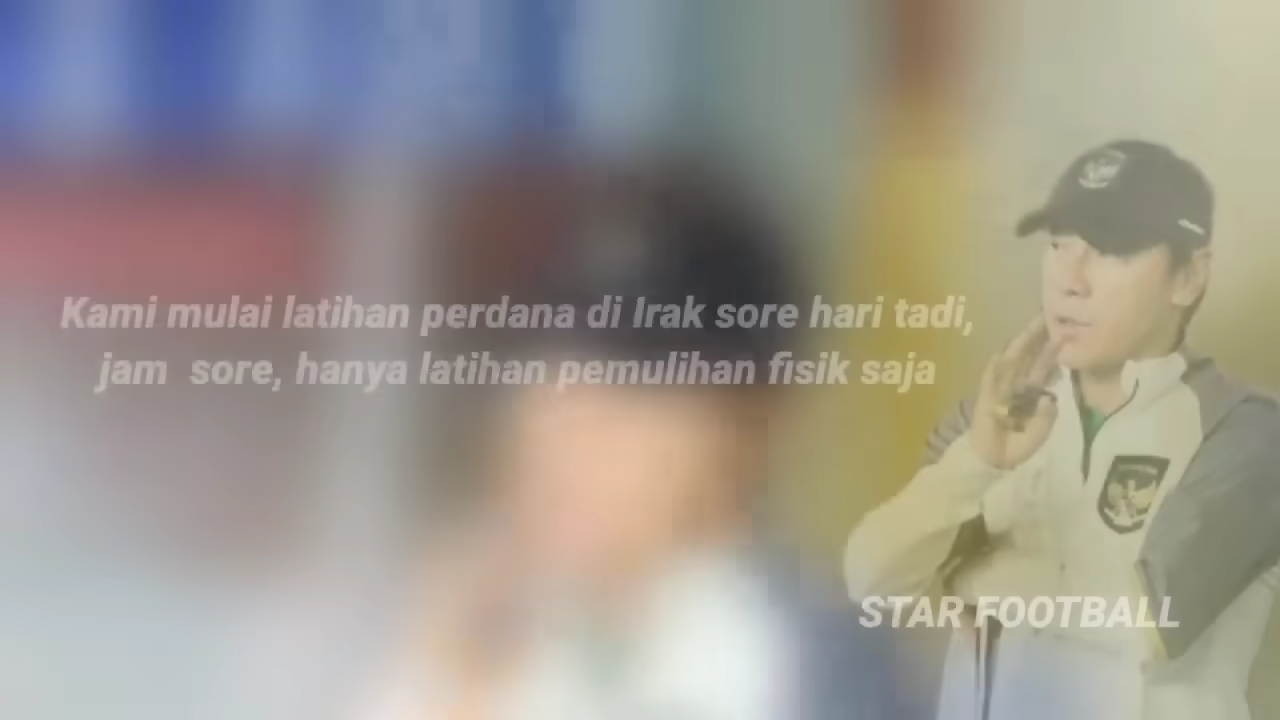 Kami mulai latihan perdana di Irak sore hari tadi,
jam  sore, hanya latihan pemulihan fisik saja
STAR FOOTBALL